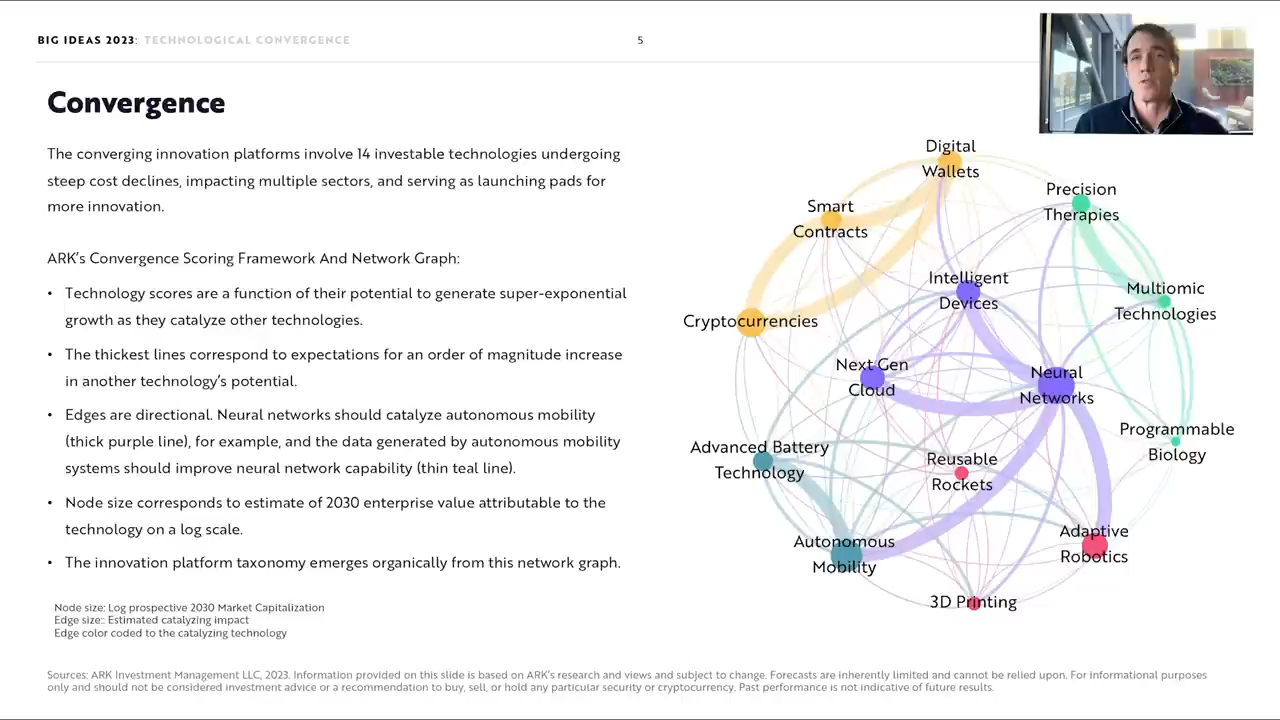 BIG IDEAS 2023: TECHNOLOGICAL CONVERGENCE
5
Convergence
The converging innovation platforms involve 14 investable technologies undergoing
steep cost declines, impacting multiple sectors, and serving as launching pads for
more innovation.
ARK's Convergence Scoring Framework And Network Graph:
• Technology scores are a function of their potential to generate super-exponential
growth as they catalyze other technologies.
• The thickest lines correspond to expectations for an order of magnitude increase
in another technology's potential.
• Edges are directional. Neural networks should catalyze autonomous mobility
(thick purple line), for example, and the data generated by autonomous mobility
systems should improve neural network capability (thin teal line).
• Node size corresponds to estimate of 2030 enterprise value attributable to the
technology on a log scale.
• The innovation platform taxonomy emerges organically from this network graph.
Node size: Log prospective 2030 Market Capitalization
Edge size:: Estimated catalyzing impact
Edge color coded to the catalyzing technology
Digital
Wallets
Precision
Therapies
Smart
Contracts
Intelligent
Devices
Multiomic
Technologies
Cryptocurrencies
Next Gen
Cloud
Neural
Networks
Programmable
Biology
Advanced Battery
Technology
Reusable
Rockets
Autonomous
Mobility
Adaptive
Robotics
3D Printing
Sources: ARK Investment Management LLC, 2023. Information provided on this slide is based on ARK's research and views and subject to change. Forecasts are inherently limited and cannot be relied upon. For informational purposes
only and should not be considered investment advice or a recommendation to buy, sell, or hold any particular security or cryptocurrency. Past performance is not indicative of future results.